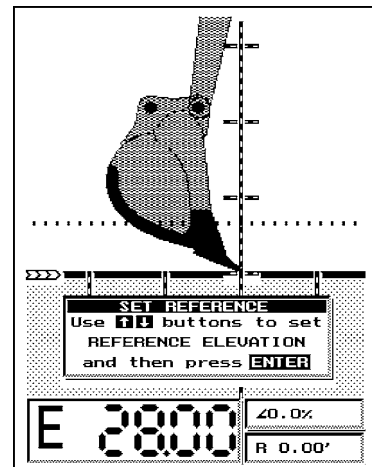 SET REFERENCE
Use ⬆⬇ buttons to set
REFERENCE ELEVATION
and then press ENTER
E 28.00
∠0.0%
R 0.00'